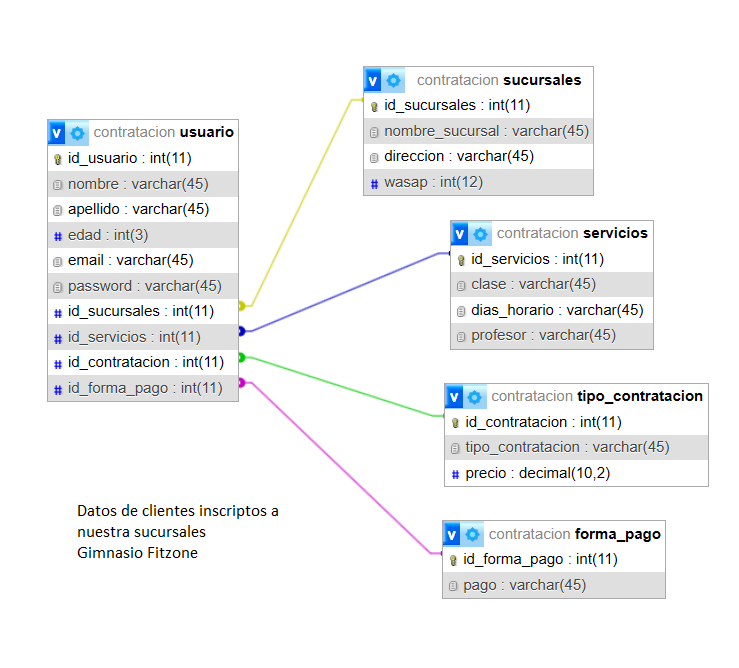 v contratacion usuario
id_usuario : int(11)
nombre : varchar(45)
apellido : varchar(45)
# edad : int(3)
email : varchar(45)
password : varchar(45)
# id_sucursales : int(11)
# id_servicios : int(11)
# id_contratacion : int(11)
# id_forma_pago : int(11)
v contratacion sucursales
id_sucursales : int(11)
nombre_sucursal : varchar(45)
direccion : varchar(45)
# wasap : int(12)
v contratacion servicios
id_servicios : int(11)
clase : varchar(45)
dias_horario : varchar(45)
profesor : varchar(45)
v contratacion tipo_contratacion
id_contratacion : int(11)
tipo_contratacion : varchar(45)
# precio : decimal(10,2)
v contratacion forma_pago
id_forma_pago : int(11)
pago : varchar(45)
Datos de clientes inscriptos a
nuestra sucursales
Gimnasio Fitzone